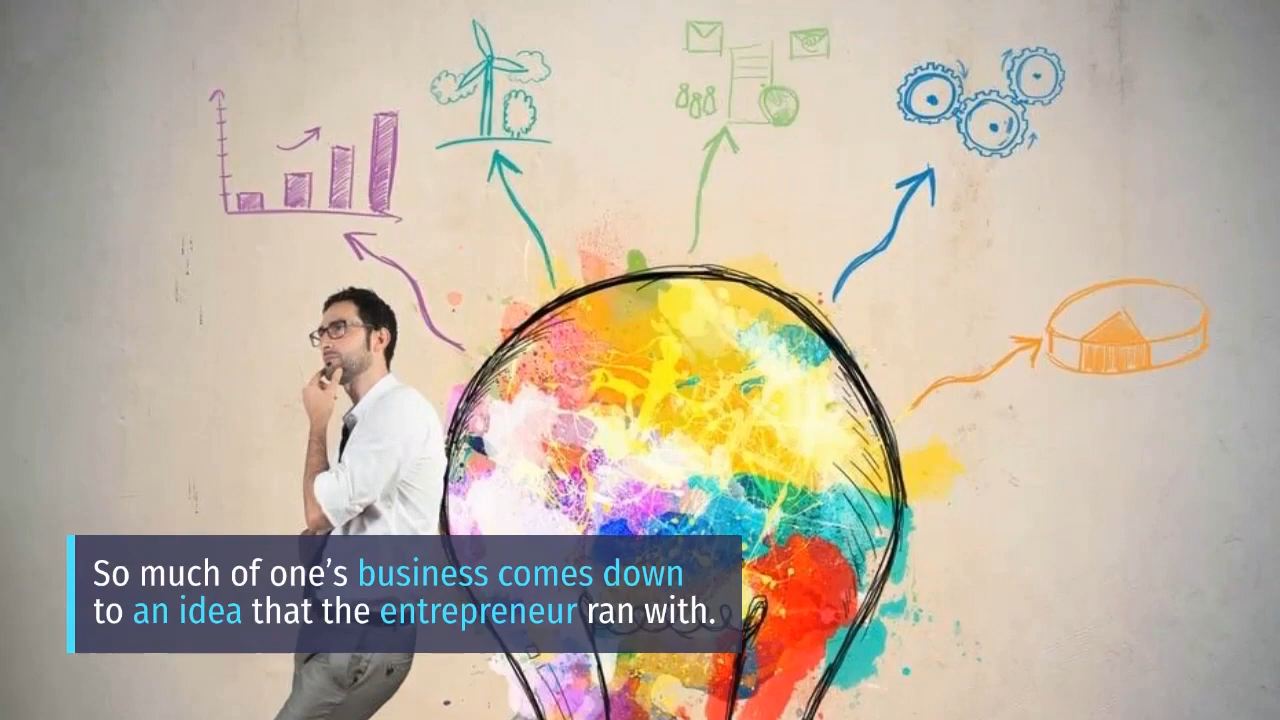 So much of one’s business comes down
to an idea that the entrepreneur ran with.